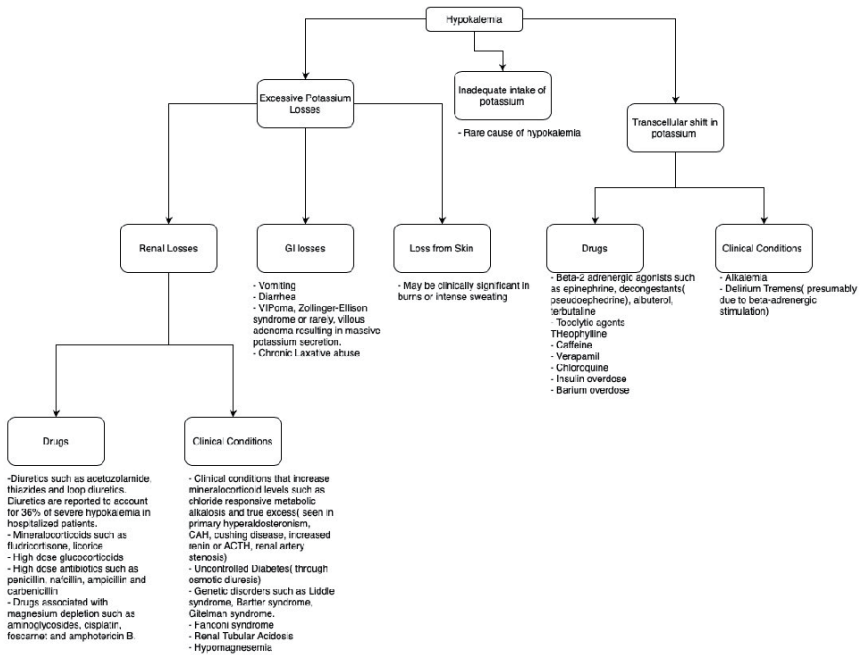 Hypokalemia
Excessive Potassium
Losses
Inadequate intake of
potassium
- Rare cause of hypokalemia
Transcellular shift in
potassium
Renal Losses
GI losses
- Vomiting
- Diarrhea
- VIPoma, Zollinger-Ellison
syndrome or rarely, villous
adenoma resulting in massive
potassium secretion.
- Chronic Laxative abuse
Loss from Skin
- May be clinically significant in
burns or intense sweating
Drugs
- Beta-2 adrenergic agonists such
as epinephrine, decongestants(
pseudoephedrine), albuterol,
terbutaline
- Tocolytic agents
THeophylline
- Caffeine
- Verapamil
- Chloroquine
- Insulin overdose
- Barium overdose
Clinical Conditions
- Alkalemia
- Delirium Tremens( presumably
due to beta-adrenergic
stimulation)
Drugs
-Diuretics such as acetozolamide,
thiazides and loop diuretics.
Diuretics are reported to account
for 36% of severe hypokalemia in
hospitalized patients.
- Mineralocorticoids such as
fludricortisone, licorice
- High dose glucocorticoids
- High dose antibiotics such as
penicillin, nafcillin, ampicillin and
carbenicillin
- Drugs associated with
magnesium depletion such as
aminoglycosides, cisplatin,
foscarnet and amphotericin B.
Clinical Conditions
- Clinical conditions that increase
mineralocorticoid levels such as
chloride responsive metabolic
alkalosis and true excess( seen in
primary hyperaldosteronism,
CAH, cushing disease, increased
renin or ACTH, renal artery
stenosis)
- Uncontrolled Diabetes( through
osmotic diuresis)
- Genetic disorders such as Liddle
syndrome, Bartter syndrome,
Gitelman syndrome.
- Fanconi syndrome
- Renal Tubular Acidosis
- Hypomagnesemia